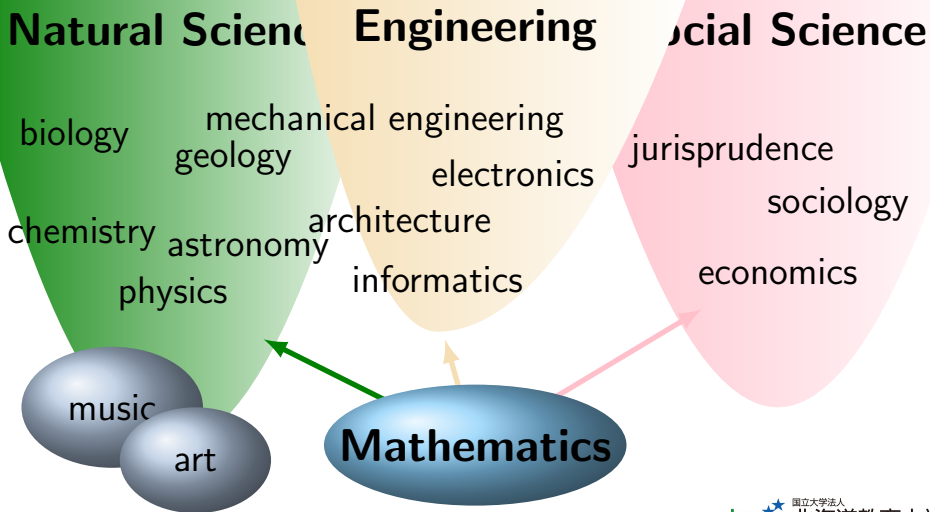 Natural Scienc
Engineering
ocial Science
mechanical engineering
biology
geology
jurisprudence
electronics
sociology
architecture
chemistry
astronomy
informatics
economics
physics
music
Mathematics
art
国立大学法人